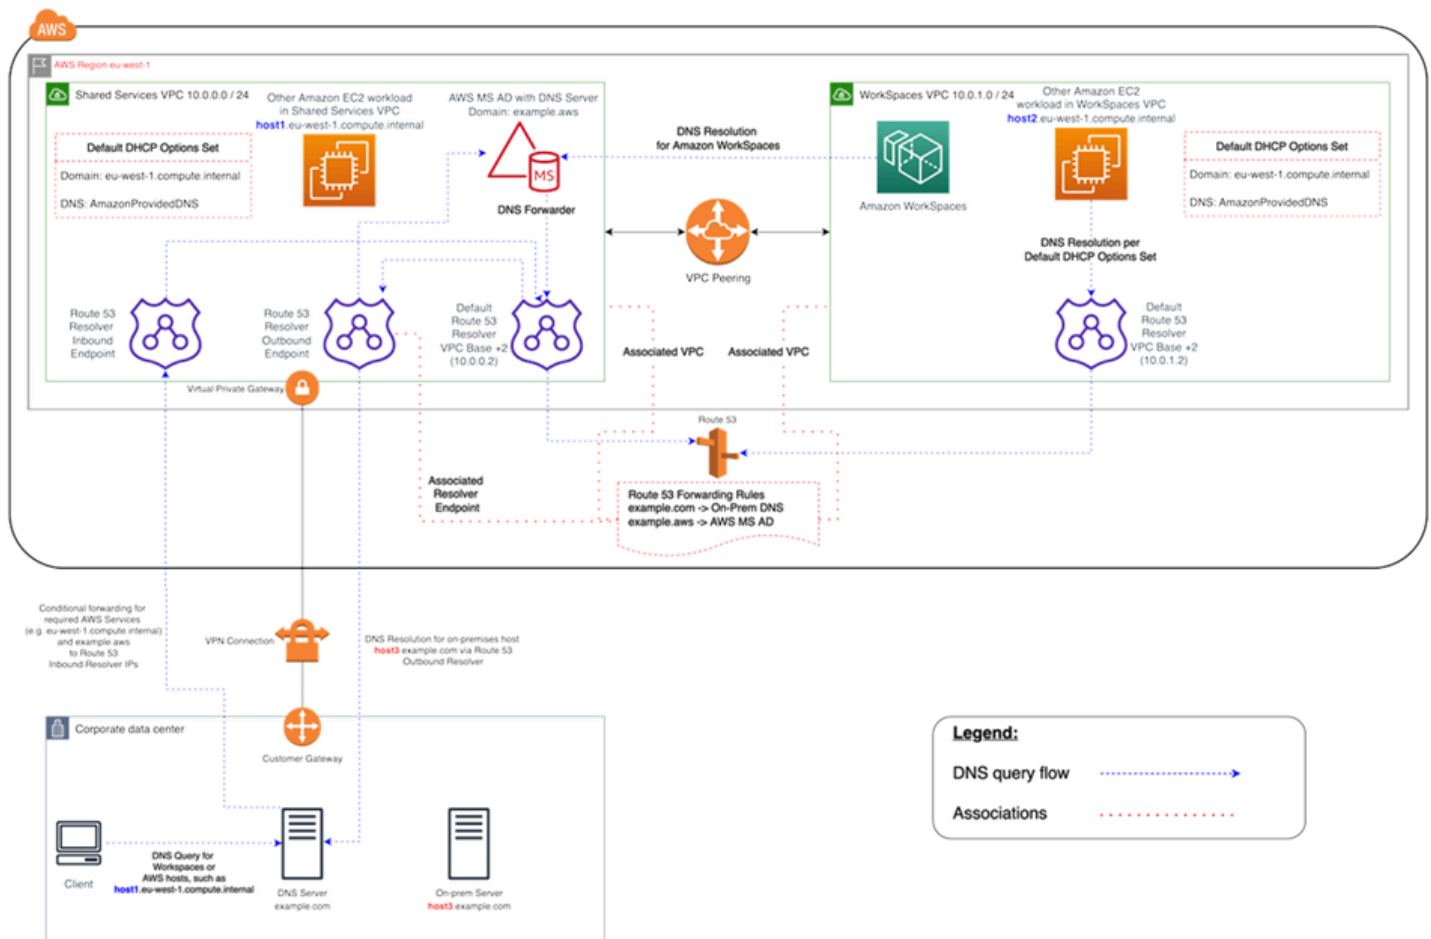 AWS
AWS Region eu-west-1
Shared Services VPC 10.0.0.0 / 24
Default DHCP Options Set
Domain: eu-west-1.compute.internal
DNS: AmazonProvidedDNS
Other Amazon EC2 workload
in Shared Services VPC
host1.eu-west-1.compute.internal
AWS MS AD with DNS Server
Domain: example.aws
MS
DNS Forwarder
DNS Resolution
for Amazon WorkSpaces
VPC Peering
WorkSpaces VPC 10.0.1.0 / 24
Amazon WorkSpaces
Other Amazon EC2
workload in WorkSpaces VPC
host2.eu-west-1.compute.internal
Default DHCP Options Set
Domain: eu-west-1.compute.internal
DNS: AmazonProvidedDNS
DNS Resolution per
Default DHCP Options Set
Route 53
Resolver
Inbound
Endpoint
Route 53
Resolver
Outbound
Endpoint
Default
Route 53
Resolver
VPC Base +2
(10.0.0.2)
Default
Route 53
Resolver
VPC Base +2
(10.0.1.2)
Associated VPC
Associated VPC
Virtual Private Gateway
Route 53
Associated
Resolver
Endpoint
Route 53 Forwarding Rules
example.com -> On-Prem DNS
example.aws -> AWS MS AD
Conditional forwarding for
required AWS Services
(e.g. eu-west-1.compute.internal)
and example.aws
to Route 53
Inbound Resolver IPs
VPN Connection
DNS Resolution for on-premises host
host3.example.com via Route 53
Outbound Resolver
Corporate data center
Customer Gateway
Client
DNS Query for
Workspaces or
AWS hosts, such as
host1.eu-west-1.compute.internal
DNS Server
example.com
On-prem Server
host3.example.com
Legend:
DNS query flow
Associations